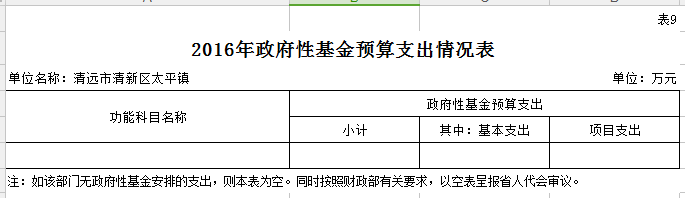 表9
2016年政府性基金预算支出情况表
单位名称：清远市清新区太平镇 单位：万元
功能科目名称 政府性基金预算支出
小计 其中：基本支出 项目支出
注：如该部门无政府性基金安排的支出，则本表为空。同时按照财政部有关要求，以空表呈报省人代会审议。